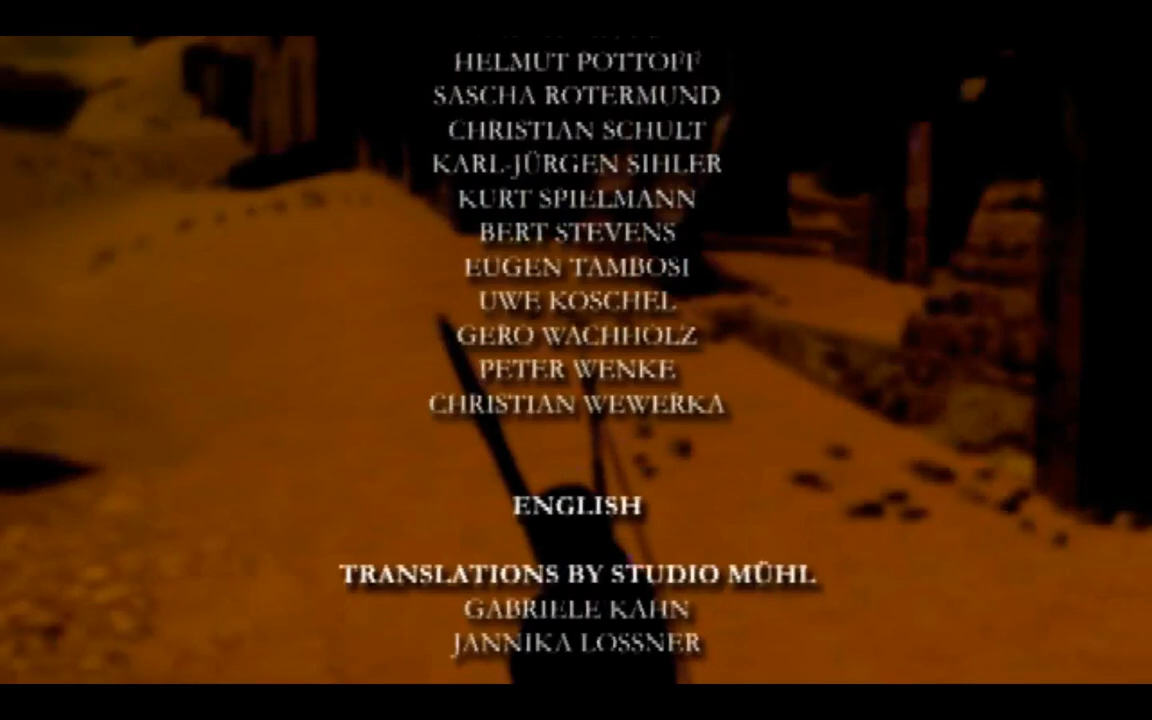 HELMUT POTTOFF
SASCHA ROTERMUND
CHRISTIAN SCHULT
KARL-JÜRGEN SIHLER
KURT SPIELMANN
BERT STEVENS
EUGEN TAMBOSI
UWE KOSCHEL
GERO WACHHOLZ
PETER WENKE
CHRISTIAN WEWERKA
ENGLISH
TRANSLATIONS BY STUDIO MÜHL
GABRIELE KAHN
JANNIKA LOSSNER